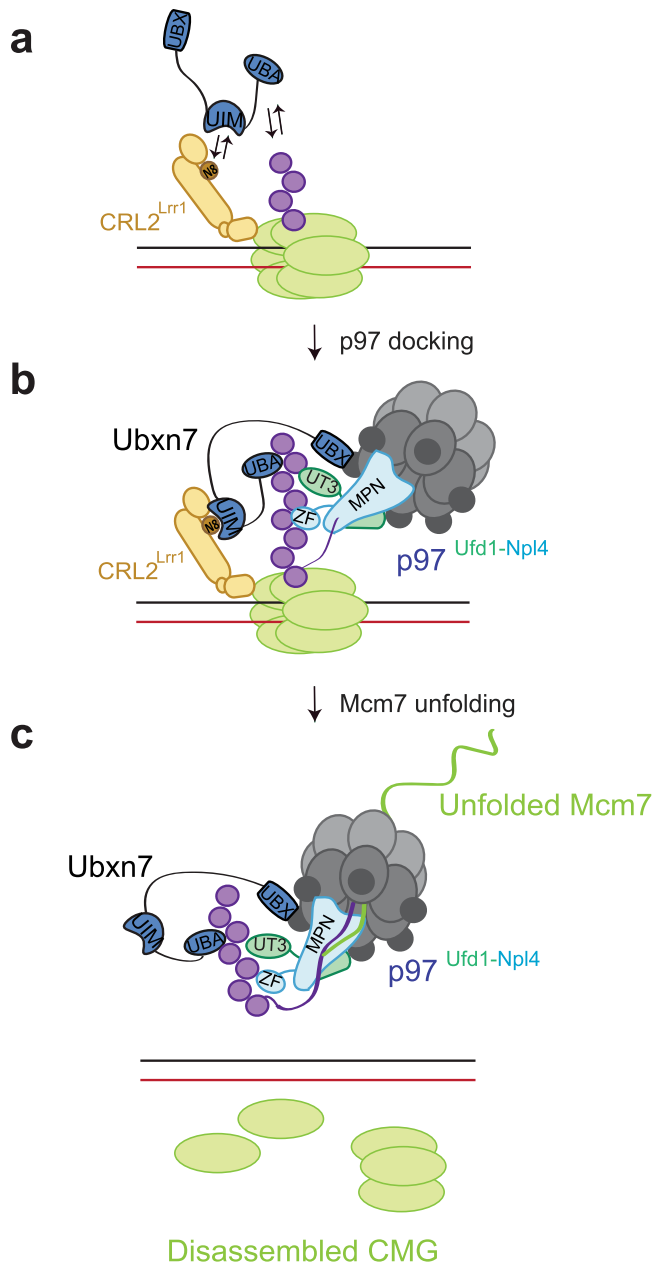 a
UBX
UBA
UIM
N8
CRL2Lrr1
p97 docking
b
Ubxn7
UBX
UBA
UT3
MPN
UIM
N8
ZF
CRL2Lrr1
p97 Ufd1-Npl4
Mcm7 unfolding
c
Unfolded Mcm7
Ubxn7
UBX
UIM
UBA
UT3
MPN
ZF
p97 Ufd1-Npl4
Disassembled CMG